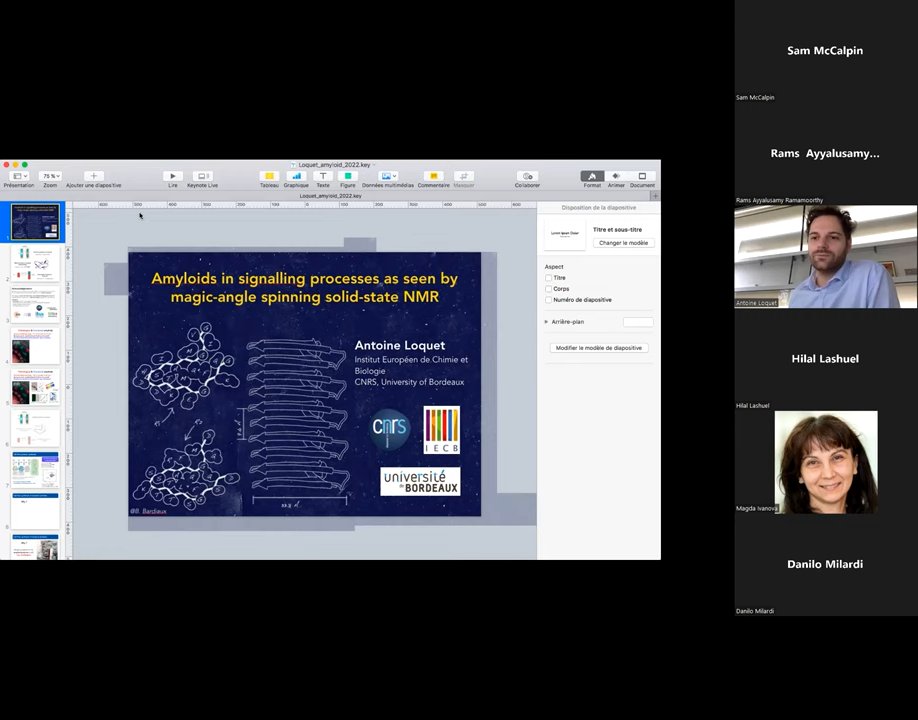 Loquet_amyloid_2022.key
75 %
Présentation
Zoom
Ajouter une diapositive
Lire
Keynote Live
Tableau
Graphique
Texte
Figure
Données multimédias
Commentaire
Masquer
Collaborer
Format
Animer
Document
Loquet_amyloid_2022.key
Amyloids in signalling processes as seen by
magic-angle spinning solid-state NMR
Antoine Loquet
Institut Européen de Chimie et
Biologie
CNRS, University of Bordeaux
cnrs
IECB
université
de BORDEAUX
@B. Bardiaux
Disposition de la diapositive
Titre et sous-titre
Changer le modèle
Aspect
Titre
Corps
Numéro de diapositive
Arrière-plan
Modifier le modèle de diapositive
Sam McCalpin
Sam McCalpin
Rams Ayyalusamy...
Rams Ayyalusamy Ramamoorthy
Antoine Loquet
Hilal Lashuel
Hilal Lashuel
Magda Ivanova
Danilo Milardi
Danilo Milardi